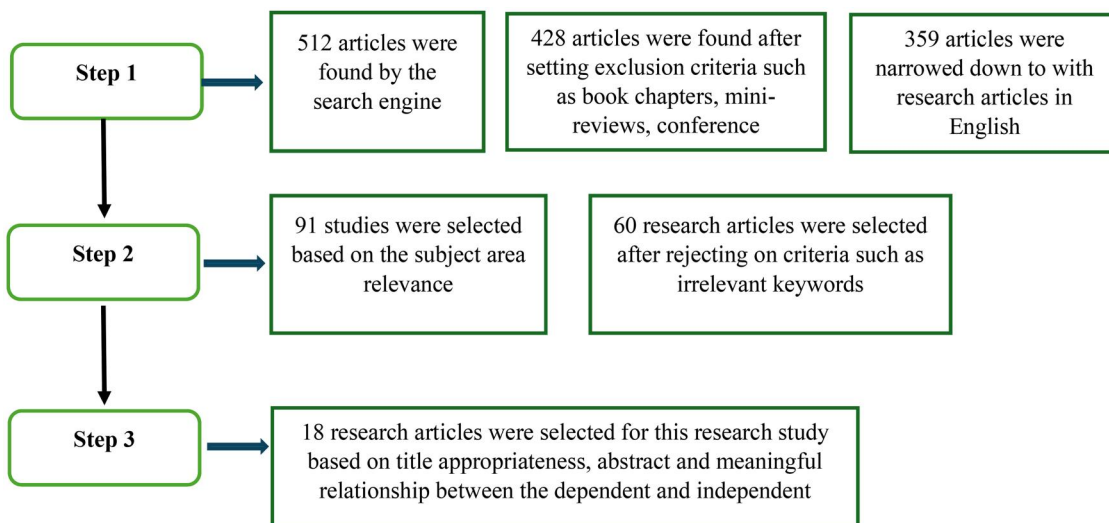 Step 1
512 articles were
found by the
search engine
428 articles were found after
setting exclusion criteria such
as book chapters, mini-
reviews, conference
359 articles were
narrowed down to with
research articles in
English
Step 2
91 studies were selected
based on the subject area
relevance
60 research articles were selected
after rejecting on criteria such as
irrelevant keywords
Step 3
18 research articles were selected for this research study
based on title appropriateness, abstract and meaningful
relationship between the dependent and independent